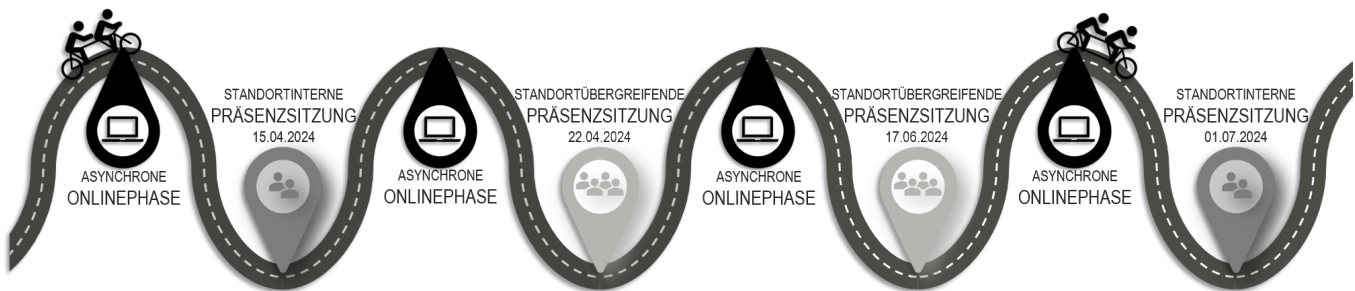 ASYNCHRONE
ONLINEPHASE
STANDORTINTERNE
PRÄSENZSITZUNG
15.04.2024
ASYNCHRONE
ONLINEPHASE
STANDORTÜBERGREIFENDE
PRÄSENZSITZUNG
22.04.2024
ASYNCHRONE
ONLINEPHASE
STANDORTÜBERGREIFENDE
PRÄSENZSITZUNG
17.06.2024
ASYNCHRONE
ONLINEPHASE
STANDORTINTERNE
PRÄSENZSITZUNG
01.07.2024